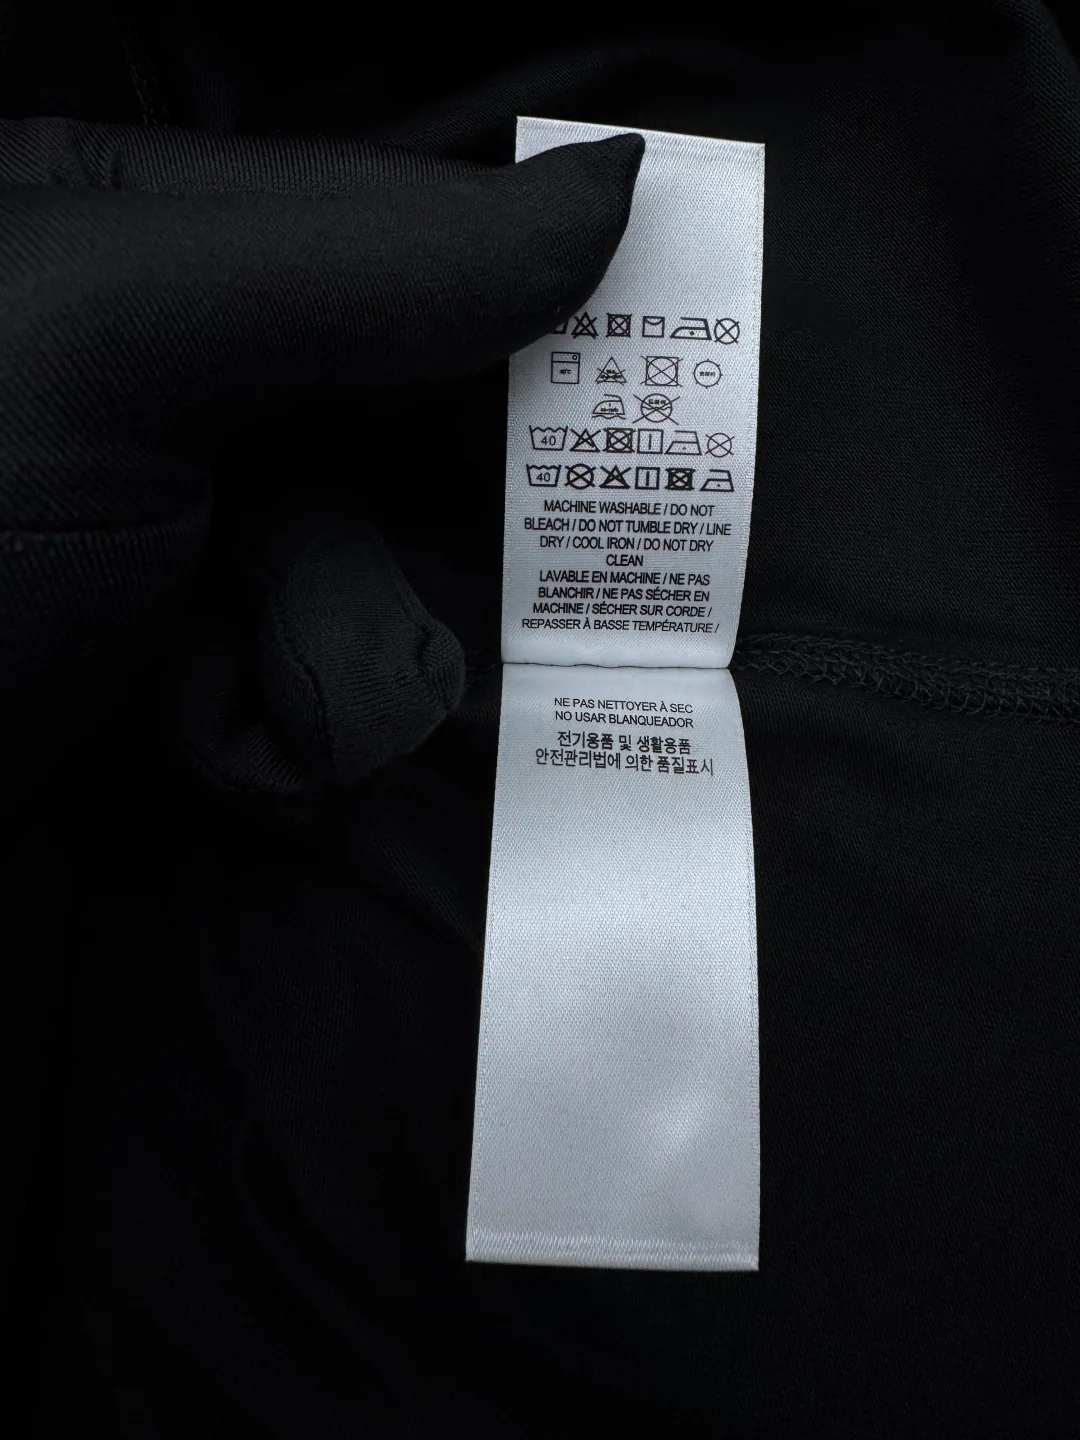 40
40
MACHINE WASHABLE / DO NOT
BLEACH / DO NOT TUMBLE DRY / LINE
DRY / COOL IRON / DO NOT DRY
CLEAN
LAVABLE EN MACHINE / NE PAS
BLANCHIR / NE PAS SÉCHER EN
MACHINE / SÉCHER SUR CORDE /
REPASSER À BASSE TEMPÉRATURE /
NE PAS NETTOYER À SEC
NO USAR BLANQUEADOR
전기용품 및 생활용품
안전관리법에 의한 품질표시